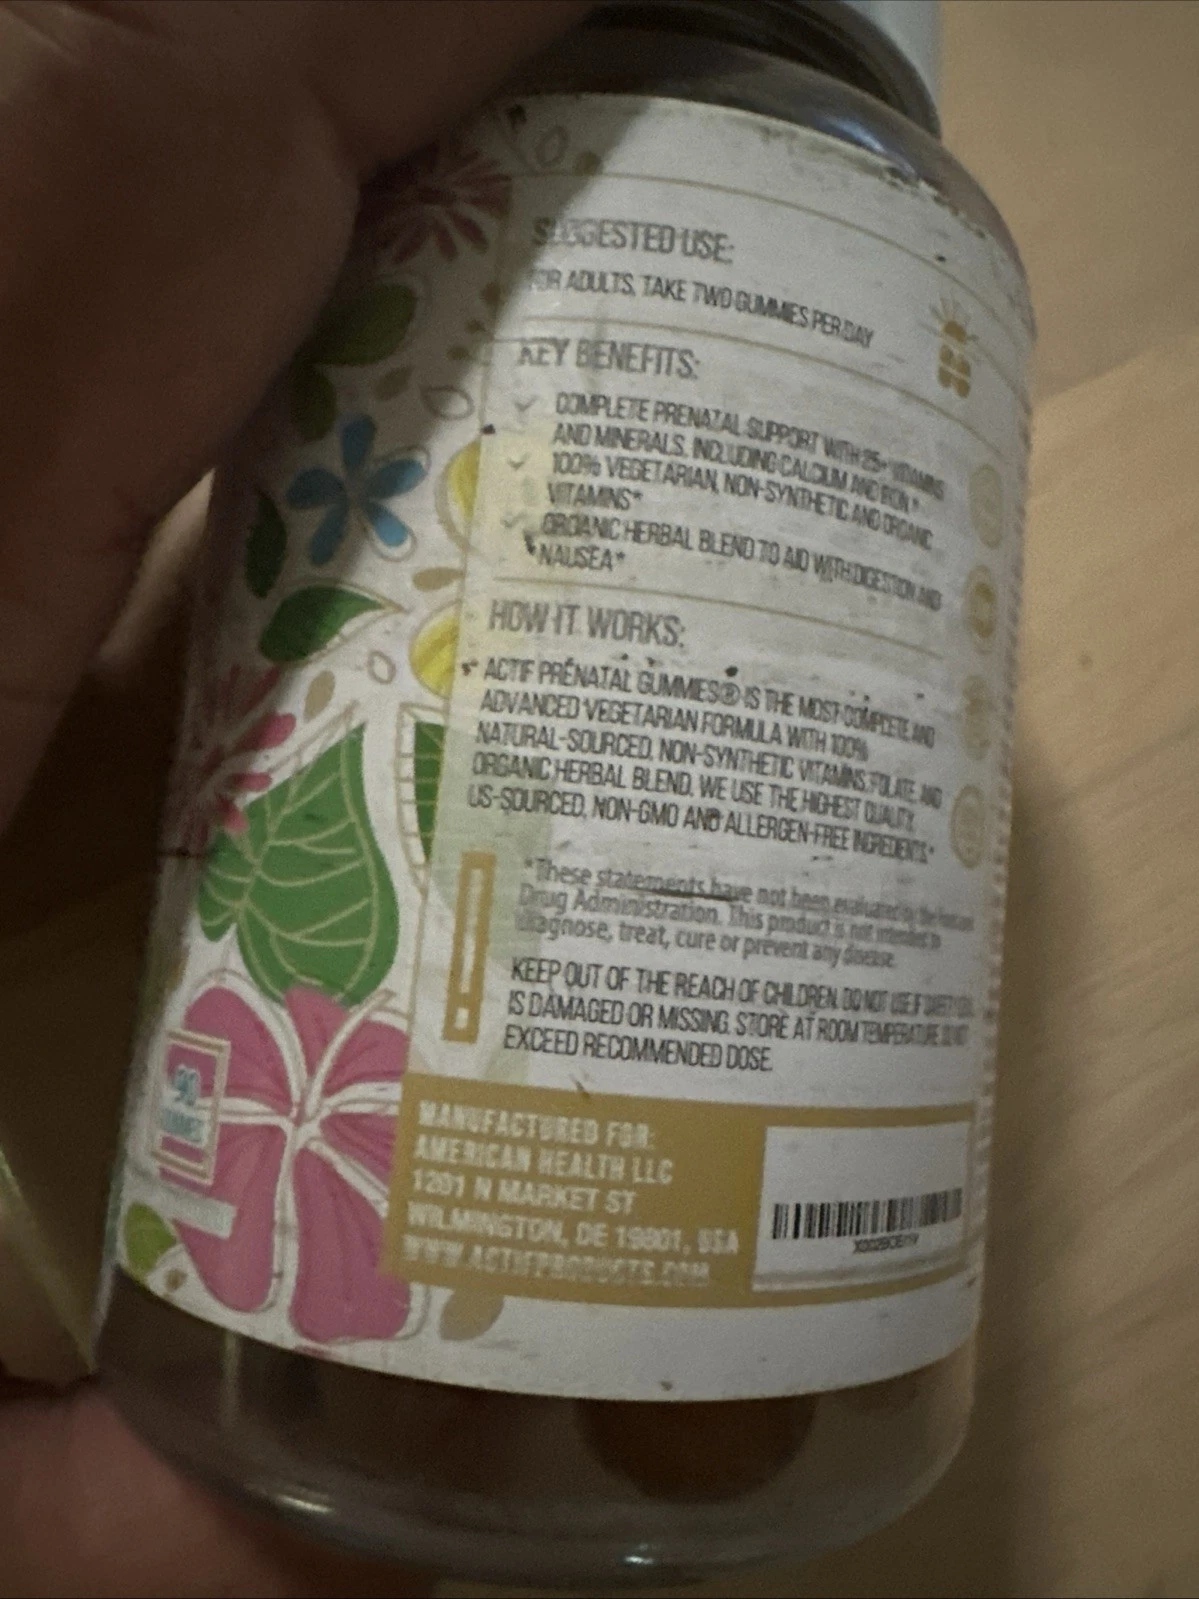 SUGGESTED USE:
FOR ADULTS, TAKE TWO GUMMIES PER DAY
KEY BENEFITS:
COMPLETE PRENATAL SUPPORT WITH 25+ VITAMINS
AND MINERALS, INCLUDING CALCIUM AND IRON.*
100% VEGETARIAN, NON-SYNTHETIC AND ORGANIC
VITAMINS*
ORGANIC HERBAL BLEND TO AID WITH DIGESTION AND
NAUSEA*
HOW IT WORKS:
ACTIF PRENATAL GUMMIES® IS THE MOST COMPLETE AND
ADVANCED VEGETARIAN FORMULA WITH 100%
NATURAL-SOURCED, NON-SYNTHETIC VITAMINS, FOLATE, AND
ORGANIC HERBAL BLEND. WE USE THE HIGHEST QUALITY,
US-SOURCED, NON-GMO AND ALLERGEN-FREE INGREDIENTS.*
*These statements have not been evaluated by the Food and
Drug Administration. This product is not intended to
diagnose, treat, cure or prevent any disease.
KEEP OUT OF THE REACH OF CHILDREN. DO NOT USE IF SAFETY SEAL
IS DAMAGED OR MISSING. STORE AT ROOM TEMPERATURE. DO NOT
EXCEED RECOMMENDED DOSE.
90
GUMMIES
MANUFACTURED FOR:
AMERICAN HEALTH LLC
1201 N MARKET ST
WILMINGTON, DE 19801, USA
WWW.ACTIFPRODUCTS.COM